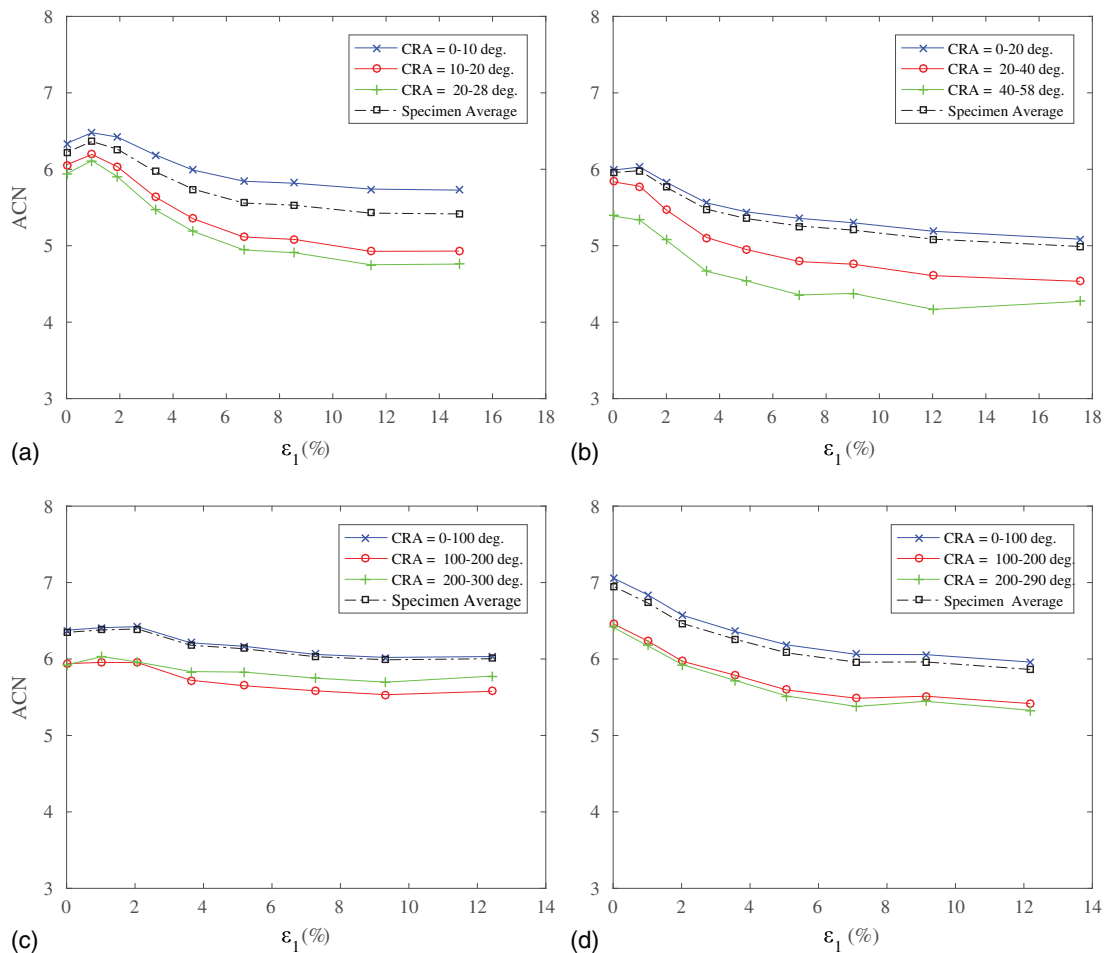 8
7
6
5
4
3
ACN
CRA = 0-10 deg.
CRA = 10-20 deg.
CRA = 20-28 deg.
Specimen Average
0 2 4 6 8 10 12 14 16 18
ε1 (%)
(a)
8
7
6
5
4
3
CRA = 0-20 deg.
CRA = 20-40 deg.
CRA = 40-58 deg.
Specimen Average
0 2 4 6 8 10 12 14 16 18
ε1 (%)
(b)
8
7
6
5
4
3
ACN
CRA = 0-100 deg.
CRA = 100-200 deg.
CRA = 200-300 deg.
Specimen Average
0 2 4 6 8 10 12 14
ε1 (%)
(c)
8
7
6
5
4
3
CRA = 0-100 deg.
CRA = 100-200 deg.
CRA = 200-290 deg.
Specimen Average
0 2 4 6 8 10 12 14
ε1 (%)
(d)